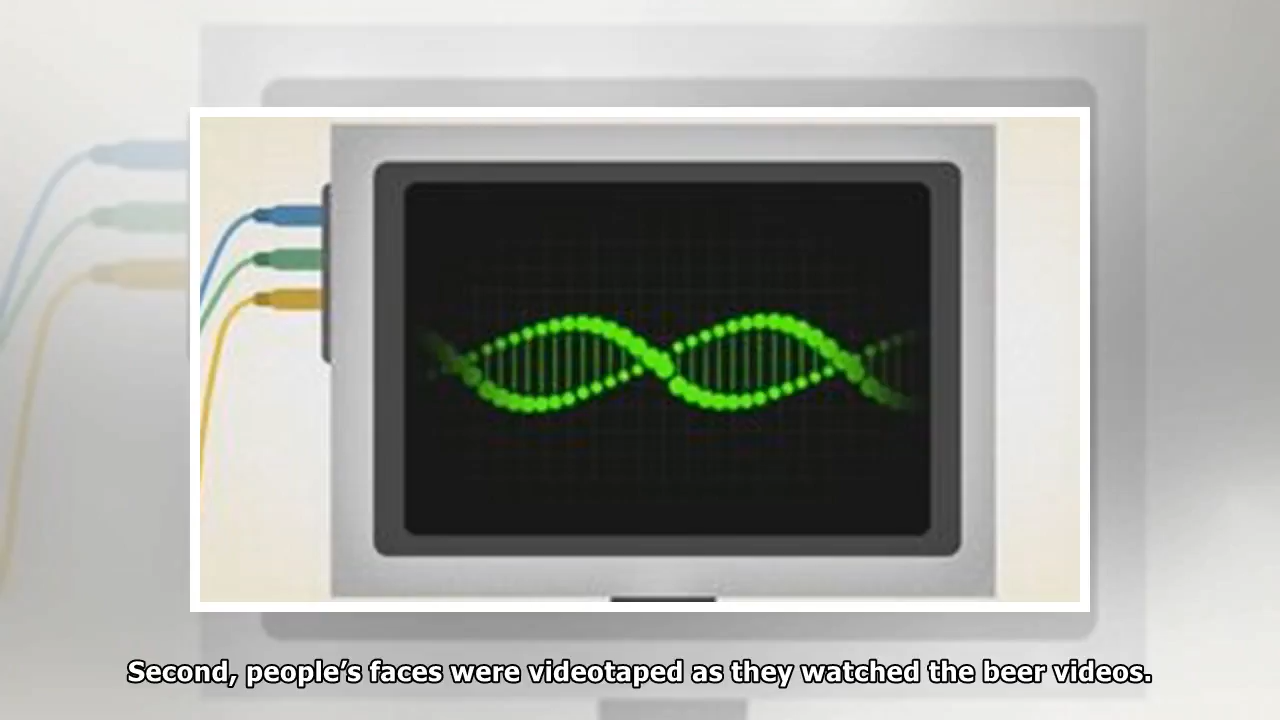 Second, people’s faces were videotaped as they watched the beer videos.